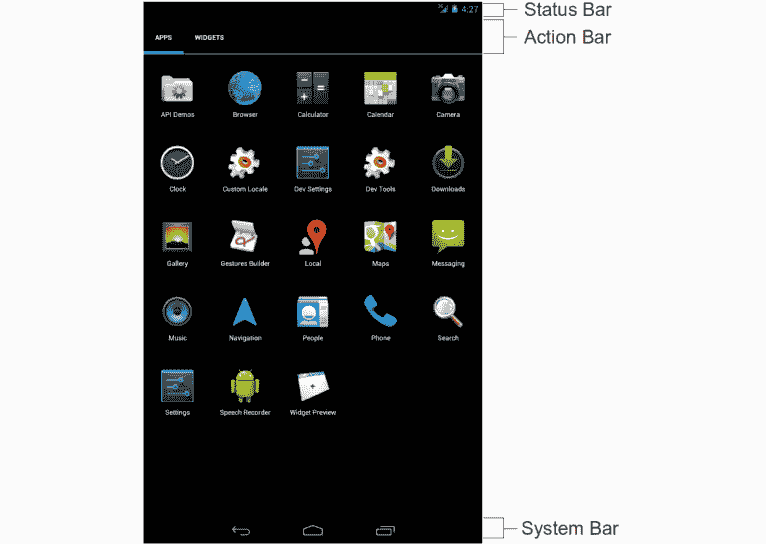 3G 4:27
Status Bar
APPS WIDGETS
Action Bar
API Demos Browser Calculator Calendar Camera
Clock Custom Locale Dev Settings Dev Tools Downloads
Gallery Gestures Builder Local Maps Messaging
Music Navigation People Phone Search
Settings Speech Recorder Widget Preview
System Bar